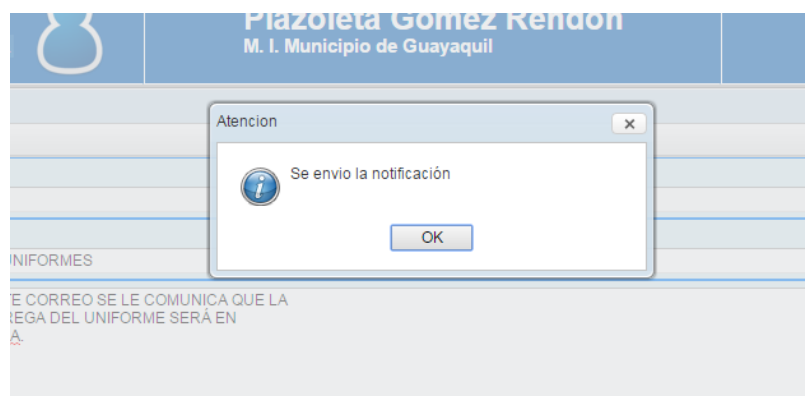 Plazoleta Gomez Rendon
M. I. Municipio de Guayaquil
Atencion
Se envio la notificación
OK
UNIFORMES
E CORREO SE LE COMUNICA QUE LA
REGA DEL UNIFORME SERÁ EN
A.